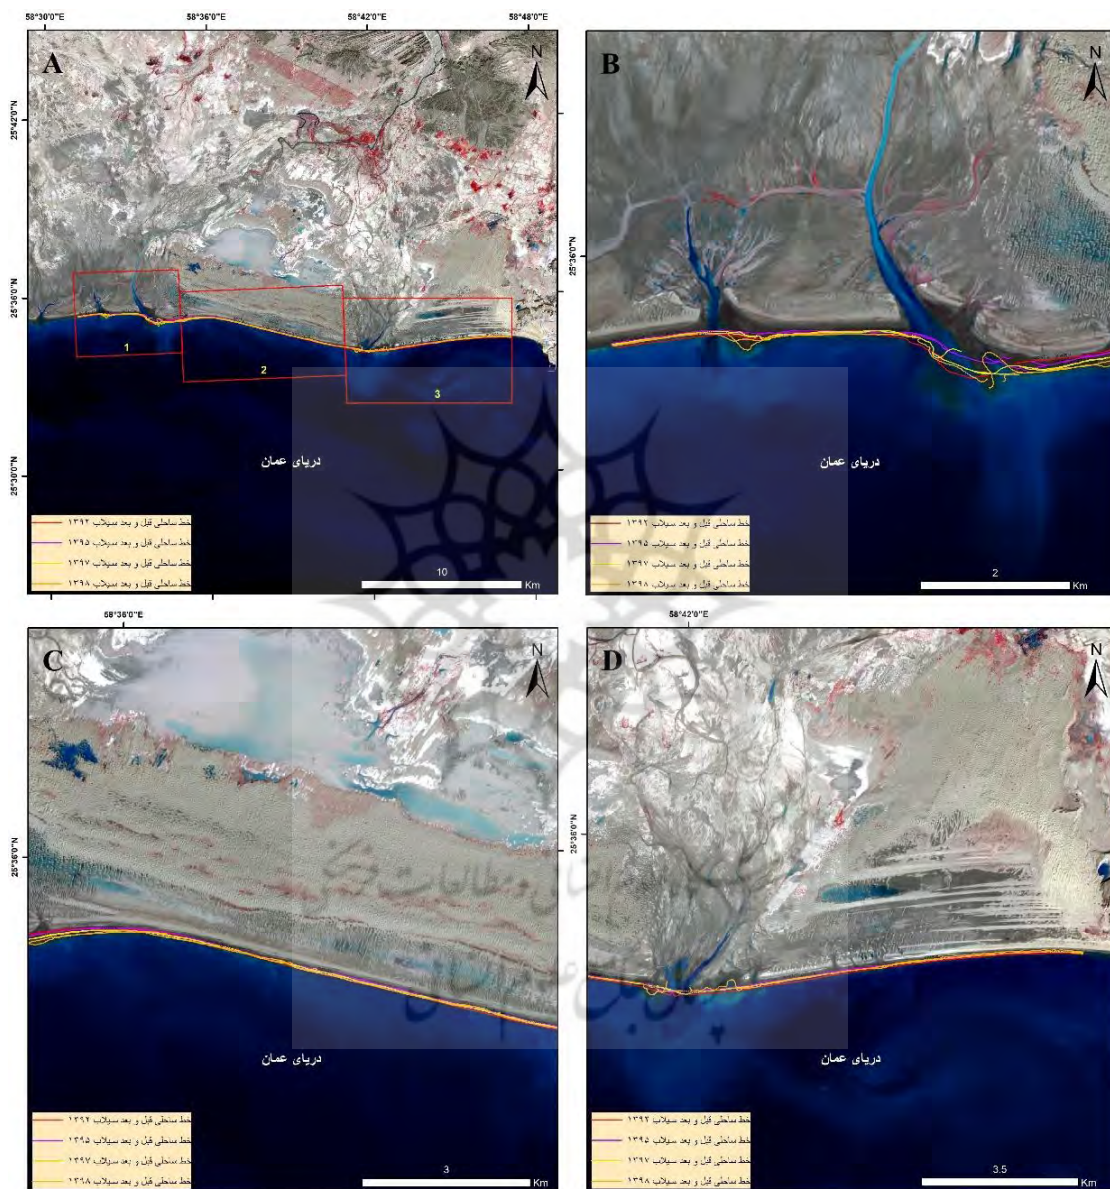 58°30'0"E 58°36'0"E 58°42'0"E 58°48'0"E
A
N
25°42'0"N
25°36'0"N
25°30'0"N
1
2
3
دریای عمان
خط ساحلی قبل و بعد سیلاب ۱۳۹۲
خط ساحلی قبل و بعد سیلاب ۱۳۹۵
خط ساحلی قبل و بعد سیلاب ۱۳۹۷
خط ساحلی قبل و بعد سیلاب ۱۳۹۸
10
Km
B
N
25°36'0"N
دریای عمان
خط ساحلی قبل و بعد سیلاب ۱۳۹۲
خط ساحلی قبل و بعد سیلاب ۱۳۹۵
خط ساحلی قبل و بعد سیلاب ۱۳۹۷
خط ساحلی قبل و بعد سیلاب ۱۳۹۸
2
Km
58°36'0"E
C
N
25°36'0"N
دریای عمان
خط ساحلی قبل و بعد سیلاب ۱۳۹۲
خط ساحلی قبل و بعد سیلاب ۱۳۹۵
خط ساحلی قبل و بعد سیلاب ۱۳۹۷
خط ساحلی قبل و بعد سیلاب ۱۳۹۸
3
Km
58°42'0"E
D
N
25°36'0"N
دریای عمان
خط ساحلی قبل و بعد سیلاب ۱۳۹۲
خط ساحلی قبل و بعد سیلاب ۱۳۹۵
خط ساحلی قبل و بعد سیلاب ۱۳۹۷
خط ساحلی قبل و بعد سیلاب ۱۳۹۸
3.5
Km